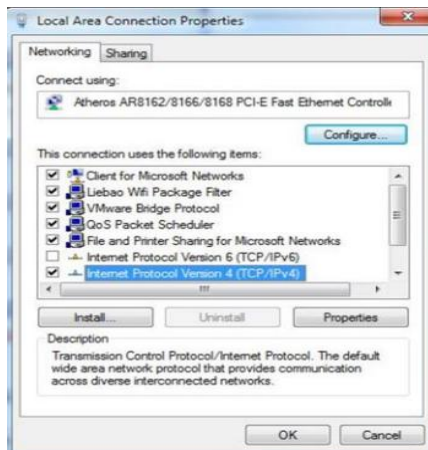 Local Area Connection Properties
Networking Sharing
Connect using:
Atheros AR8162/8166/8168 PCI-E Fast Ethernet Controlle
Configure...
This connection uses the following items:
Client for Microsoft Networks
Liebao Wifi Package Filter
VMware Bridge Protocol
QoS Packet Scheduler
File and Printer Sharing for Microsoft Networks
Internet Protocol Version 6 (TCP/IPv6)
Internet Protocol Version 4 (TCP/IPv4)
Install... Uninstall Properties
Description
Transmission Control Protocol/Internet Protocol. The default
wide area network protocol that provides communication
across diverse interconnected networks.
OK Cancel